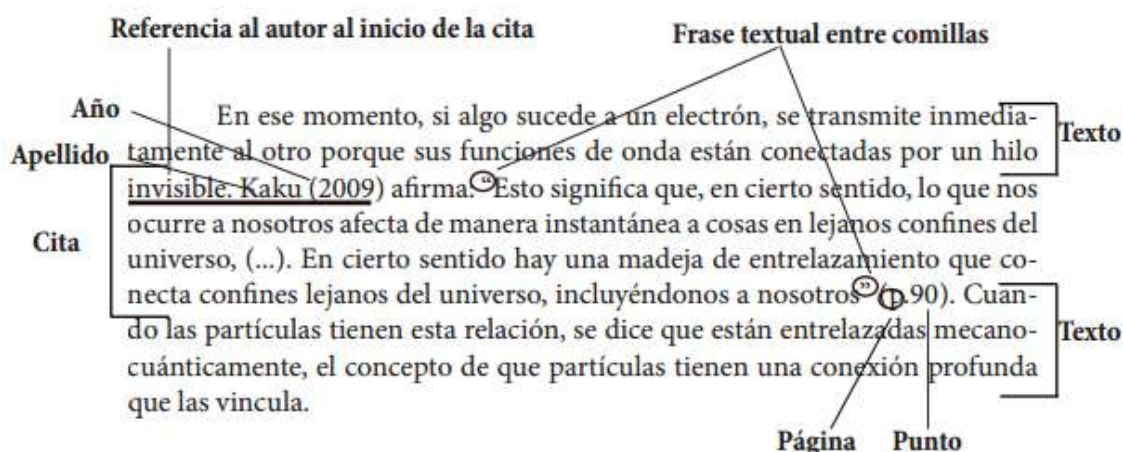 Referencia al autor al inicio de la cita
Frase textual entre comillas
Año
Apellido
En ese momento, si algo sucede a un electrón, se transmite inmedia-
tamente al otro porque sus funciones de onda están conectadas por un hilo
invisible. Kaku (2009) afirma: “Esto significa que, en cierto sentido, lo que nos
ocurre a nosotros afecta de manera instantánea a cosas en lejanos confines del
universo, (...). En cierto sentido hay una madeja de entrelazamiento que co-
necta confines lejanos del universo, incluyéndonos a nosotros” (p.90). Cuan-
do las partículas tienen esta relación, se dice que están entrelazadas mecano-
cuánticamente, el concepto de que partículas tienen una conexión profunda
que las vincula.
Texto
Cita
Texto
Página
Punto